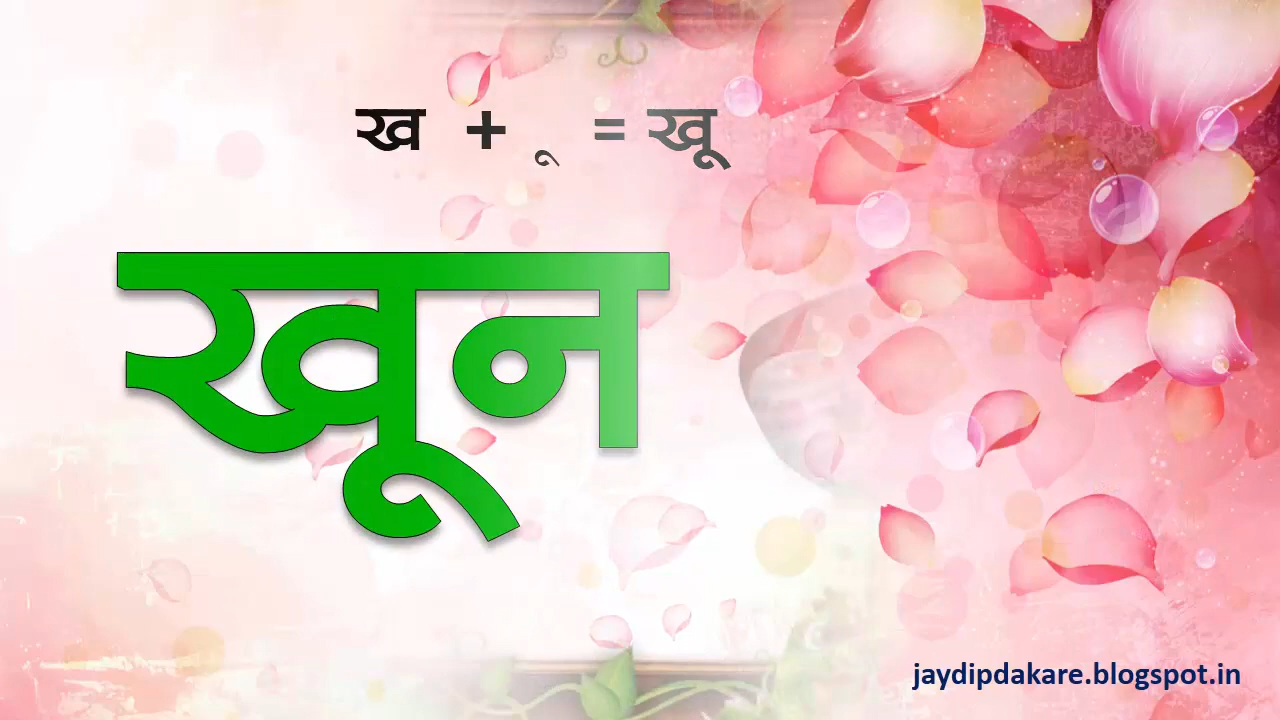 ख + ू = खू
खून
jaydipdakare.blogspot.in